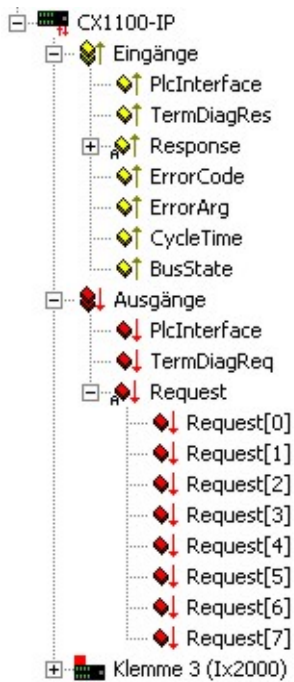 CX1100-IP
Eingänge
PlcInterface
TermDiagRes
Response
ErrorCode
ErrorArg
CycleTime
BusState
Ausgänge
PlcInterface
TermDiagReq
Request
Request[0]
Request[1]
Request[2]
Request[3]
Request[4]
Request[5]
Request[6]
Request[7]
Klemme 3 (Ix2000)